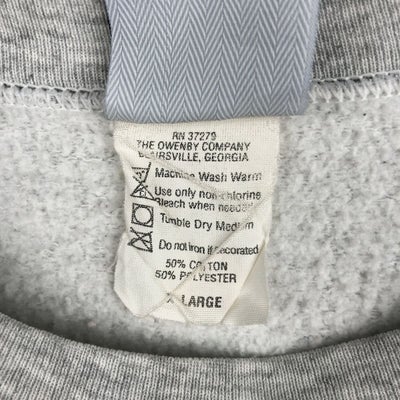 RN 37279
THE OWENBY COMPANY
BLAIRSVILLE, GEORGIA
Machine Wash Warm
Use only non-chlorine
Bleach when needed
Tumble Dry Medium
Do not iron if decorated
50% COTTON
50% POLYESTER
X-LARGE